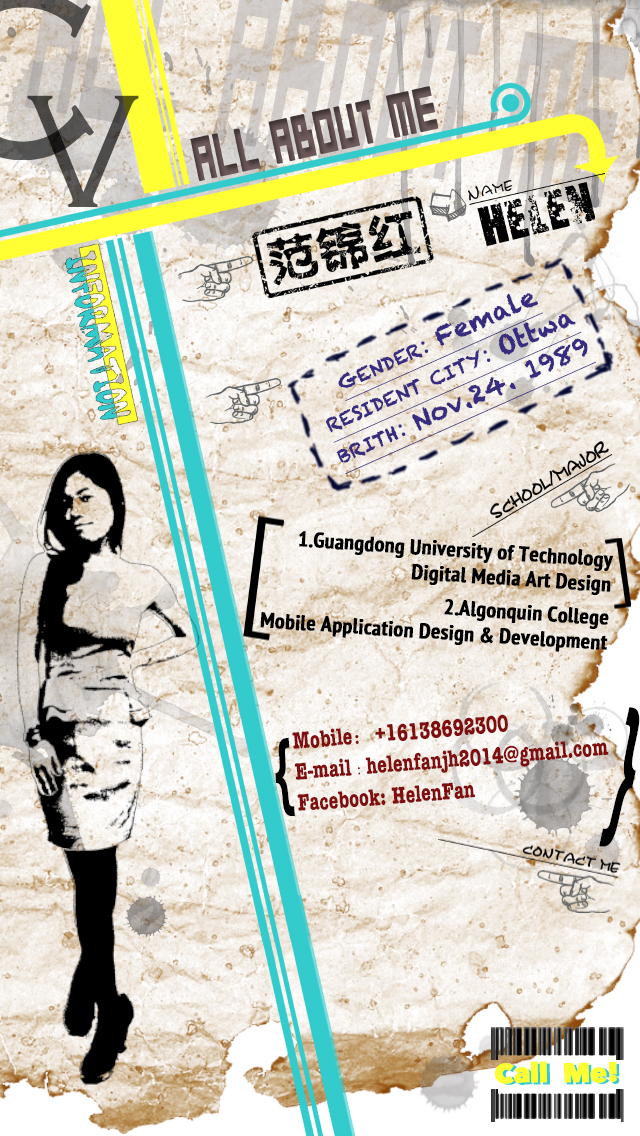 CV
ALL ABOUT ME
NAME
HELEN
范锦红
INFORMATION
GENDER: Female
RESIDENT CITY: Ottwa
BRITH: Nov.24. 1989
SCHOOL/MAJOR
1.Guangdong University of Technology
Digital Media Art Design
2.Algonquin College
Mobile Application Design & Development
Mobile: +16138692300
E-mail : helenfanjh2014@gmail.com
Facebook: HelenFan
CONTACT ME
Call Me!